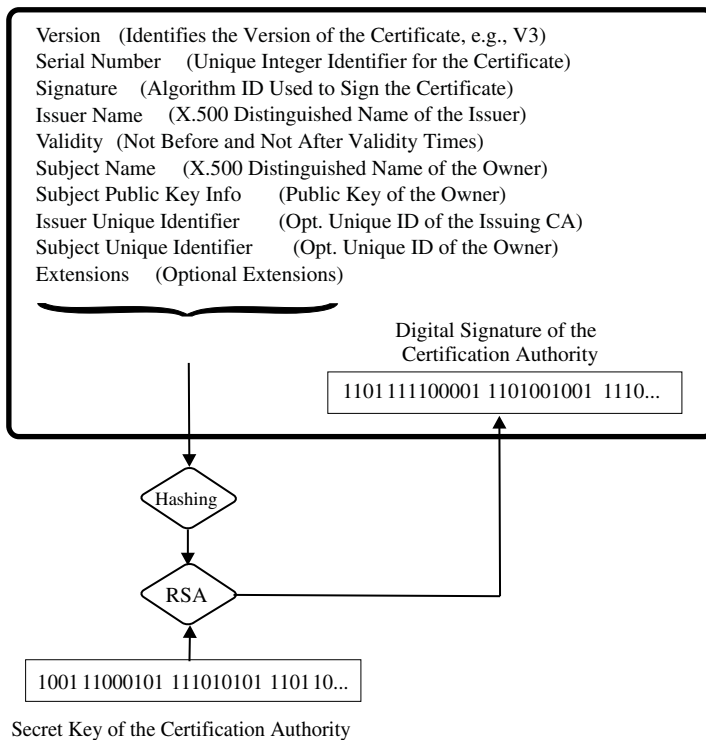 Version (Identifies the Version of the Certificate, e.g., V3)
Serial Number (Unique Integer Identifier for the Certificate)
Signature (Algorithm ID Used to Sign the Certificate)
Issuer Name (X.500 Distinguished Name of the Issuer)
Validity (Not Before and Not After Validity Times)
Subject Name (X.500 Distinguished Name of the Owner)
Subject Public Key Info (Public Key of the Owner)
Issuer Unique Identifier (Opt. Unique ID of the Issuing CA)
Subject Unique Identifier (Opt. Unique ID of the Owner)
Extensions (Optional Extensions)
Digital Signature of the
Certification Authority
1101 111100001 1101001001 1110...
Hashing
RSA
1001 11000101 111010101 1101 10...
Secret Key of the Certification Authority